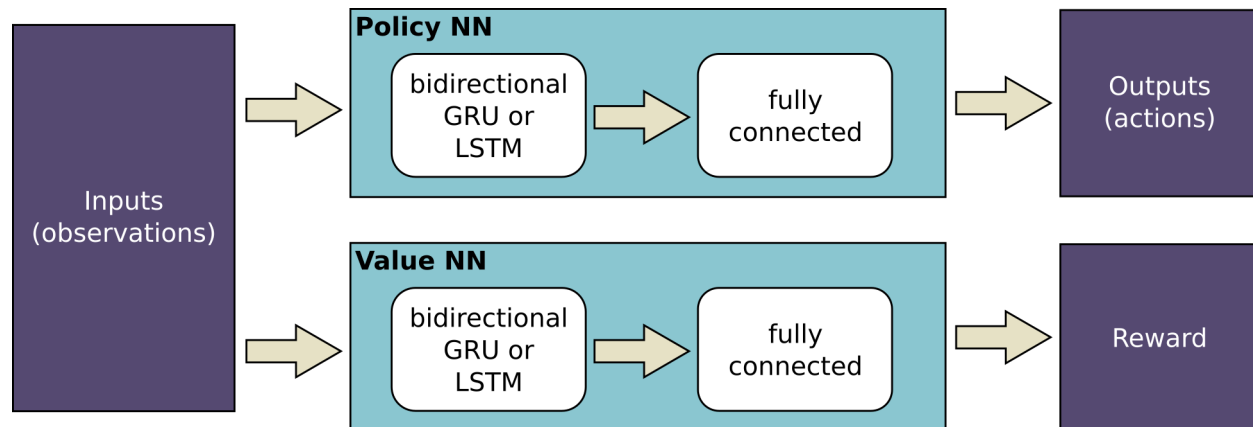 Inputs
(observations)
Policy NN
bidirectional
GRU or
LSTM
fully
connected
Outputs
(actions)
Value NN
bidirectional
GRU or
LSTM
fully
connected
Reward